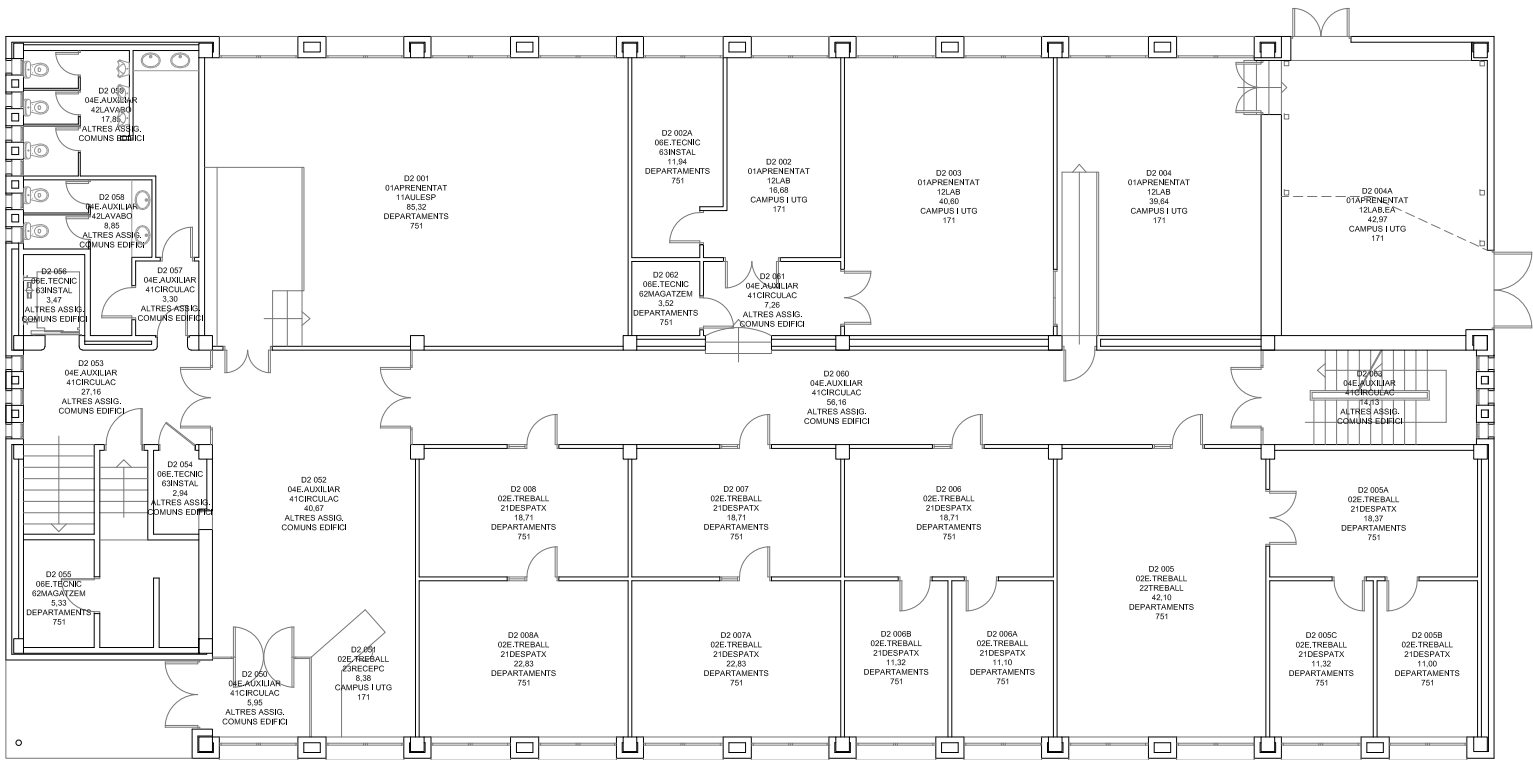 D2 059
04E.AUXILIAR
42LAVABO
17,85
ALTRES ASSIG.
COMUNS EDIFICI
D2 058
04E.AUXILIAR
42LAVABO
8,85
ALTRES ASSIG.
COMUNS EDIFICI
D2 056
06E.TECNIC
63INSTAL
3,47
ALTRES ASSIG.
COMUNS EDIFICI
D2 057
04E.AUXILIAR
41CIRCULAC
3,30
ALTRES ASSIG.
COMUNS EDIFICI
D2 001
01APRENENTAT
11AULESP
85,32
DEPARTAMENTS
751
D2 002A
06E.TECNIC
63INSTAL
11,94
DEPARTAMENTS
751
D2 002
01APRENENTAT
12LAB
16,68
CAMPUS I UTG
171
D2 003
01APRENENTAT
12LAB
40,60
CAMPUS I UTG
171
D2 004
01APRENENTAT
12LAB
39,64
CAMPUS I UTG
171
D2 004A
01APRENENTAT
12LAB,EA
42,97
CAMPUS I UTG
171
D2 062
06E.TECNIC
62MAGATZEM
3,52
DEPARTAMENTS
751
D2 061
04E.AUXILIAR
41CIRCULAC
7,26
ALTRES ASSIG.
COMUNS EDIFICI
D2 053
04E.AUXILIAR
41CIRCULAC
27,16
ALTRES ASSIG.
COMUNS EDIFICI
D2 060
04E.AUXILIAR
41CIRCULAC
56,16
ALTRES ASSIG.
COMUNS EDIFICI
D2 063
04E.AUXILIAR
41CIRCULAC
14,13
ALTRES ASSIG.
COMUNS EDIFICI
D2 054
06E.TECNIC
63INSTAL
2,94
ALTRES ASSIG.
COMUNS EDIFICI
D2 052
04E.AUXILIAR
41CIRCULAC
40,67
ALTRES ASSIG.
COMUNS EDIFICI
D2 008
02E.TREBALL
21DESPATX
18,71
DEPARTAMENTS
751
D2 007
02E.TREBALL
21DESPATX
18,71
DEPARTAMENTS
751
D2 006
02E.TREBALL
21DESPATX
18,71
DEPARTAMENTS
751
D2 005A
02E.TREBALL
21DESPATX
18,37
DEPARTAMENTS
751
D2 055
06E.TECNIC
62MAGATZEM
5,33
DEPARTAMENTS
751
D2 005
02E.TREBALL
22TREBALL
42,10
DEPARTAMENTS
751
D2 050
04E.AUXILIAR
41CIRCULAC
5,95
ALTRES ASSIG.
COMUNS EDIFICI
D2 051
02E.TREBALL
23RECEPC
8,38
CAMPUS I UTG
171
D2 008A
02E.TREBALL
21DESPATX
22,83
DEPARTAMENTS
751
D2 007A
02E.TREBALL
21DESPATX
22,83
DEPARTAMENTS
751
D2 006B
02E.TREBALL
21DESPATX
11,32
DEPARTAMENTS
751
D2 006A
02E.TREBALL
21DESPATX
11,10
DEPARTAMENTS
751
D2 005C
02E.TREBALL
21DESPATX
11,32
DEPARTAMENTS
751
D2 005B
02E.TREBALL
21DESPATX
11,00
DEPARTAMENTS
751